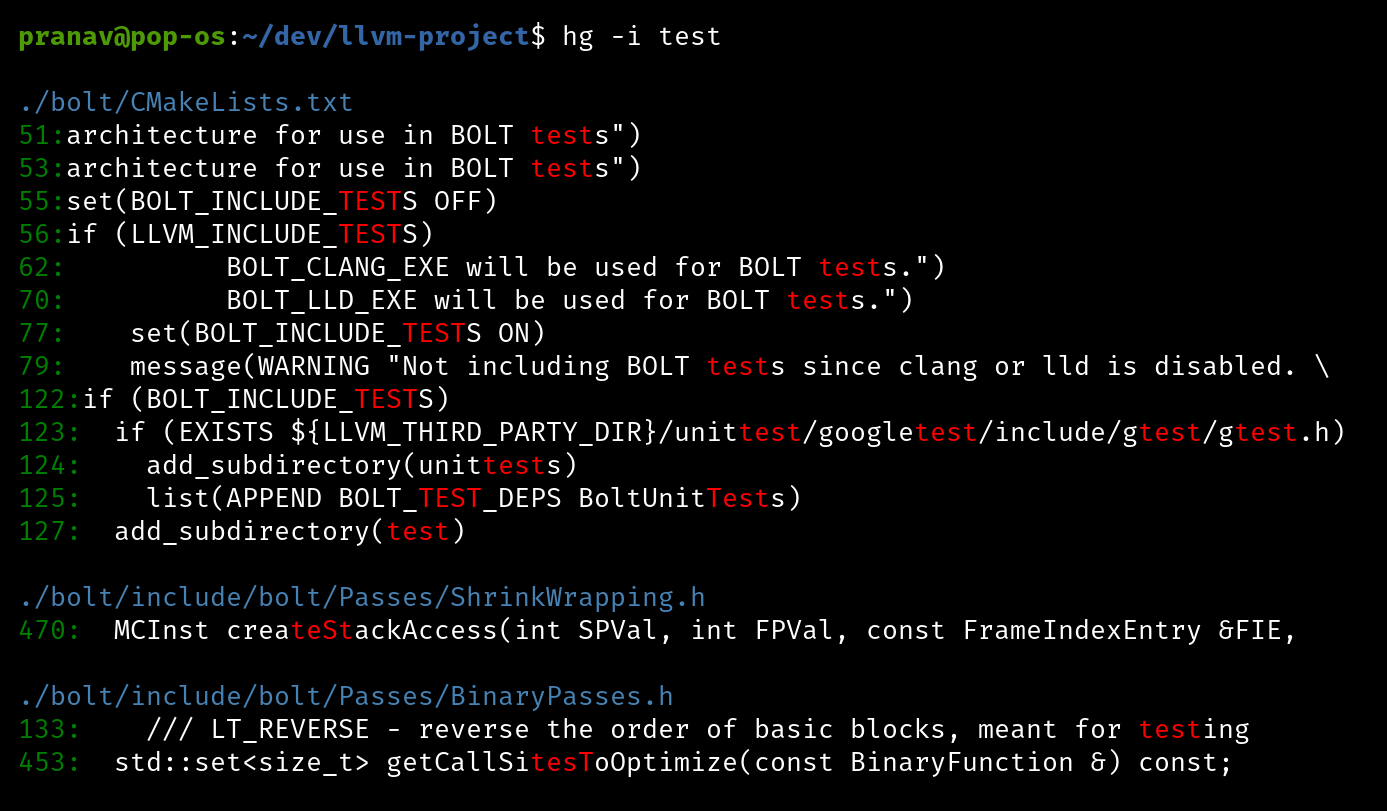 pranav@pop-os:~/dev/llvm-project$ hg -i test
./bolt/CMakeLists.txt
51:architecture for use in BOLT tests")
53:architecture for use in BOLT tests")
55:set(BOLT_INCLUDE_TESTS OFF)
56:if (LLVM_INCLUDE_TESTS)
62:          BOLT_CLANG_EXE will be used for BOLT tests.")
70:          BOLT_LLD_EXE will be used for BOLT tests.")
77:    set(BOLT_INCLUDE_TESTS ON)
79:    message(WARNING "Not including BOLT tests since clang or lld is disabled. \
122:if (BOLT_INCLUDE_TESTS)
123:  if (EXISTS ${LLVM_THIRD_PARTY_DIR}/unittest/googletest/include/gtest/gtest.h)
124:    add_subdirectory(unittests)
125:    list(APPEND BOLT_TEST_DEPS BoltUnitTests)
127:  add_subdirectory(test)
./bolt/include/bolt/Passes/ShrinkWrapping.h
470:  MCInst createStackAccess(int SPVal, int FPVal, const FrameIndexEntry &FIE,
./bolt/include/bolt/Passes/BinaryPasses.h
133:    /// LT_REVERSE - reverse the order of basic blocks, meant for testing
453:  std::set<size_t> getCallSitesToOptimize(const BinaryFunction &) const;